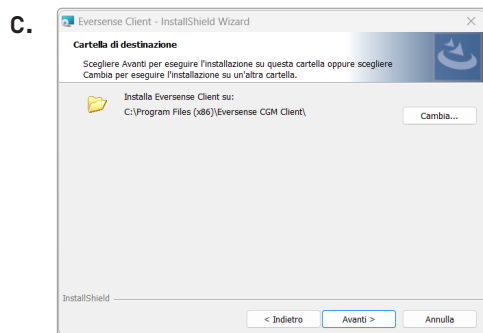 C.
Eversense Client - InstallShield Wizard
Cartella di destinazione
Scegliere Avanti per eseguire l'installazione su questa cartella oppure scegliere
Cambia per eseguire l'installazione su un'altra cartella.
Installa Eversense Client su:
C:\Program Files (x86)\Eversense CGM Client\
Cambia...
InstallShield
< Indietro
Avanti >
Annulla